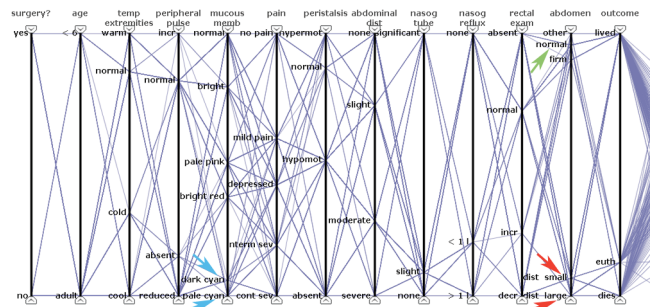 surgery? age temp extremities peripheral pulse mucous memb pain peristalsis abdominal dist nasog tube nasog reflux rectal exam abdomen outcome
yes < 6 warm incr normal no pain hypermot none significant none absent other lived
normal
firm
normal normal normal
bright
slight
normal
mild pain
pale pink hypomot
depressed
bright red
cold
moderate
incr
< 1 l
interm sev
absent
euth
slight
dark cyan dist small
no adult cool reduced pale cyan cont sev absent severe none > 1 l decr dist large dies